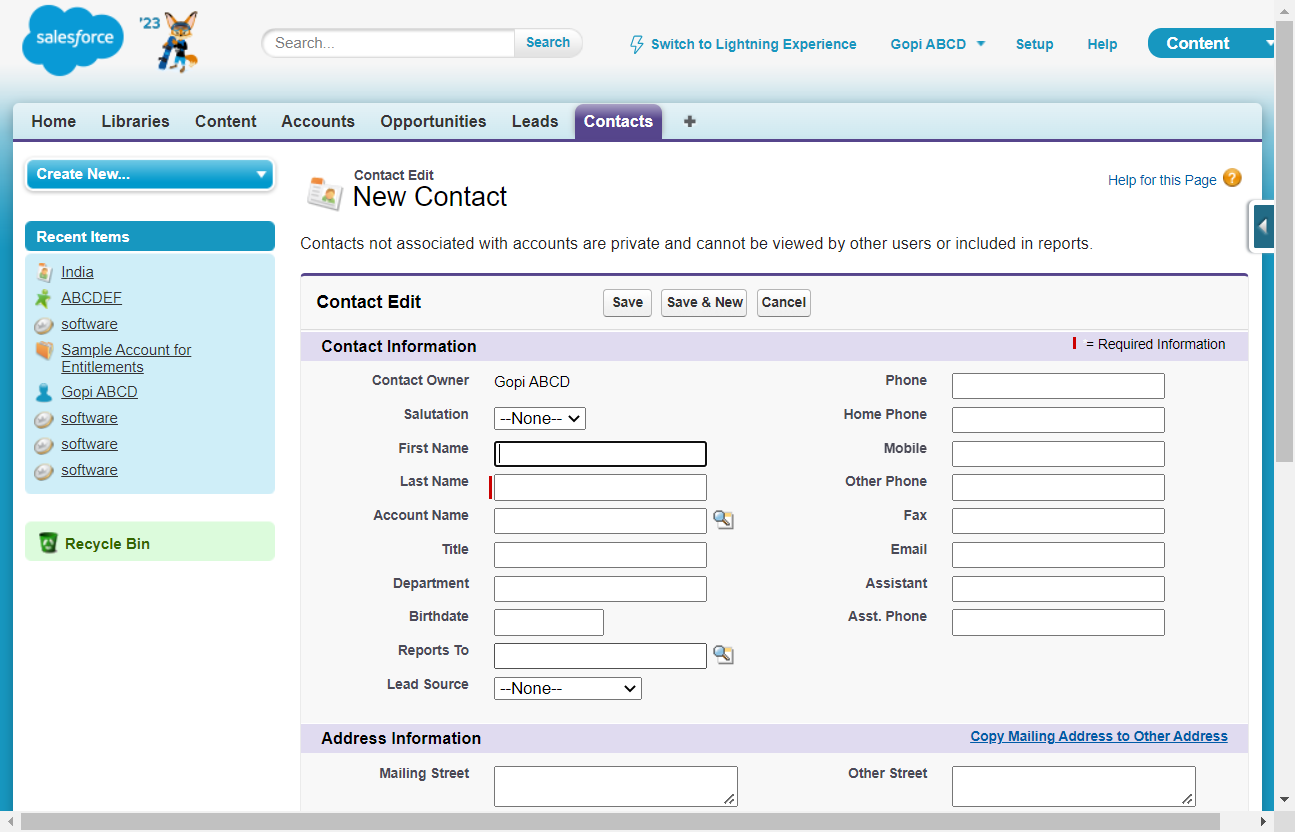 salesforce
'23
Search...
Search
Switch to Lightning Experience
Gopi ABCD
Setup
Help
Content
Home
Libraries
Content
Accounts
Opportunities
Leads
Contacts
+
Create New...
Recent Items
India
ABCDEF
software
Sample Account for
Entitlements
Gopi ABCD
software
software
software
Recycle Bin
Contact Edit
New Contact
Help for this Page
?
Contacts not associated with accounts are private and cannot be viewed by other users or included in reports.
Contact Edit
Save
Save & New
Cancel
Contact Information
= Required Information
Contact Owner
Gopi ABCD
Phone
Salutation
--None--
Home Phone
First Name
Mobile
Last Name
Other Phone
Account Name
Fax
Title
Email
Department
Assistant
Birthdate
Asst. Phone
Reports To
Lead Source
--None--
Address Information
Copy Mailing Address to Other Address
Mailing Street
Other Street